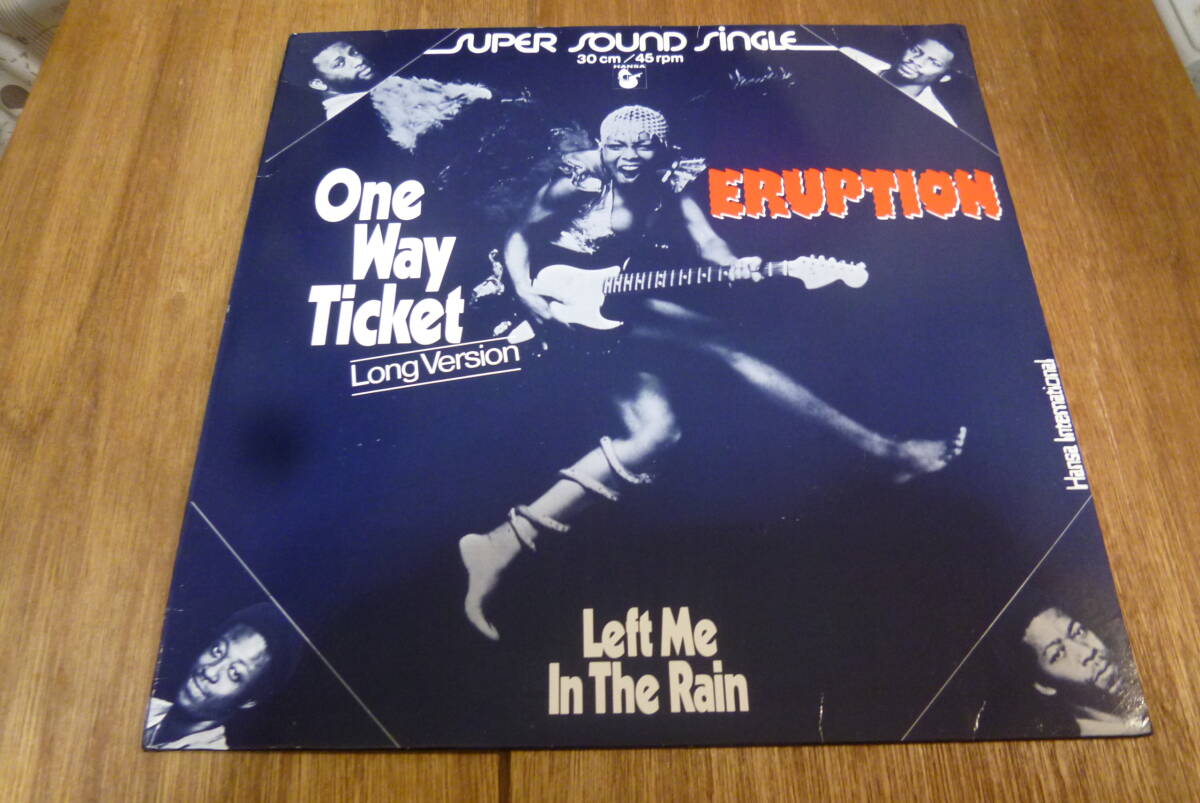 SUPER SOUND SINGLE
30 cm / 45 rpm
HANSA
One
Way
Ticket
Long Version
ERUPTION
Hansa International
Left Me
In The Rain